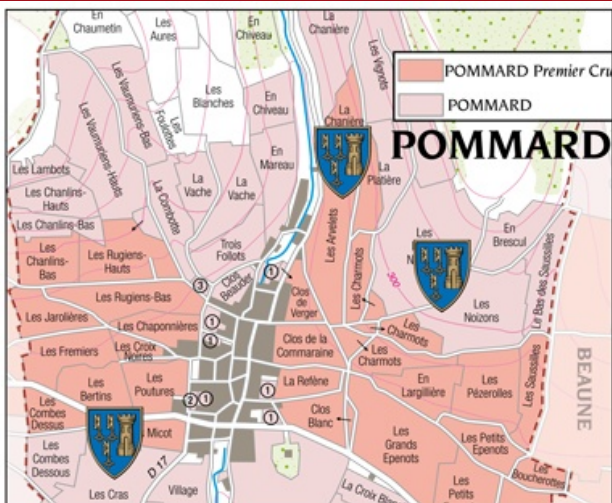 En
Chaumetin
Les
Aures
En
Chiveau
La
Chanière
Les Vignots
POMMARD Premier Cru
POMMARD
POMMARD
Les Vaumuriens-Hauts
Les Vaumuriens-Bas
Les
Foulottes
Les
Blanches
En
Chiveau
La
Chanière
En
Mareau
La
Platière
Les Lambots
Les Chanlins-
Hauts
La Combotte
La
Vache
La
Vache
Les Chanlins-Bas
Les
Chanlins-
Bas
Les Rugiens-
Hauts
Trois
Follots
Les Arvelets
Les Charmots
300
Les
N
En
Brescul
Le Bas des Saussilles
Clos
Beauder
1
3
Les Rugiens-Bas
Clos
de
Verger
Les
Noizons
Les Jarolières
Les Chaponnières
1
Les
Charmots
Les Fremiers
Les Croix
Noires
Clos de la
Commaraine
Les
Charmots
Les Saussilles
BEAUNE
Les
Bertins
Les
Poutures
2
1
1
La Refène
En
Largillière
Les
Pézerolles
Les
Combes
Dessus
Micot
1
Clos
Blanc
Les
Grands
Epenots
Les Petits
Epenots
Les
Combes
Dessous
D 17
Les
Boucherottes
Les Cras
Village
La Croix
Les
Petits